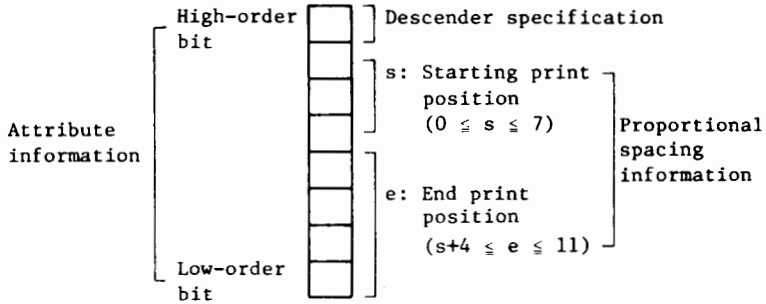 High-order
bit
Descender specification
s: Starting print
position
(0 ≦ s ≦ 7)
Attribute
information
Proportional
spacing
information
e: End print
position
(s+4 ≦ e ≦ 11)
Low-order
bit